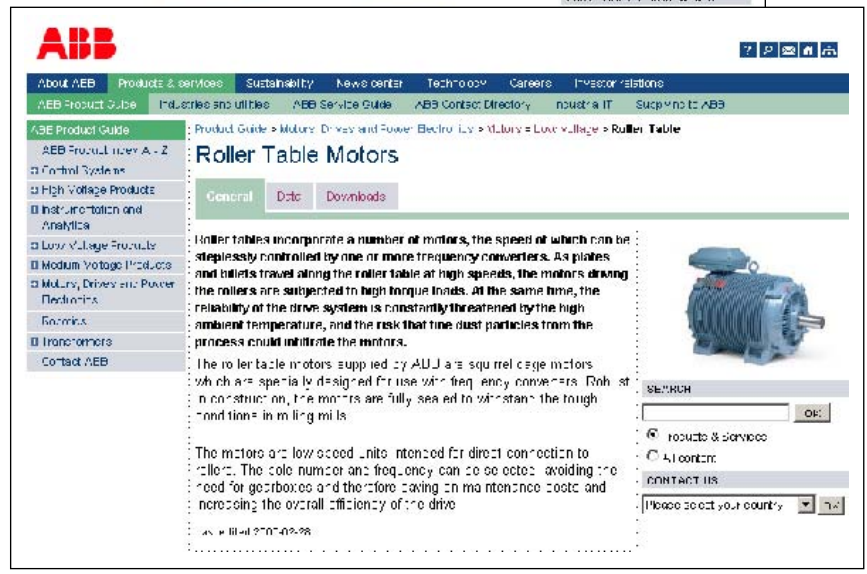 ABB
About ABB Products & services Sustainability News center Technology Careers Investor relations
ABB Product Guide Industries and utilities ABB Service Guide ABB Contact Directory Industrial IT Supplying to ABB
ABB Product Guide
Product Guide > Motors, Drives and Power Electronics > Motors > Low voltage > Roller Table
ABB Product Index A - Z
Roller Table Motors
Control Systems
High Voltage Products
General Data Downloads
Instrumentation and
Analytics
Low Voltage Products
Medium Voltage Products
Motors, Drives and Power
Electronics
Robotics
Transformers
Contact ABB
Roller tables incorporate a number of motors, the speed of which can be
steplessly controlled by one or more frequency converters. As plates
and billets travel along the roller table at high speeds, the motors driving
the rollers are subjected to high torque loads. At the same time, the
reliability of the drive system is constantly threatened by the high
ambient temperature, and the risk that fine dust particles from the
process could infiltrate the motors.
The roller table motors supplied by ABB are squirrel cage motors
which are specially designed for use with frequency converters. Robust
in construction, the motors are fully sealed to withstand the tough
conditions in rolling mills.
The motors are low speed units intended for direct connection to
rollers. The pole number and frequency can be selected, avoiding the
need for gearboxes and therefore saving on maintenance costs and
increasing the overall efficiency of the drive.
SEARCH
Products & Services
All content
CONTACT US
Please select your country